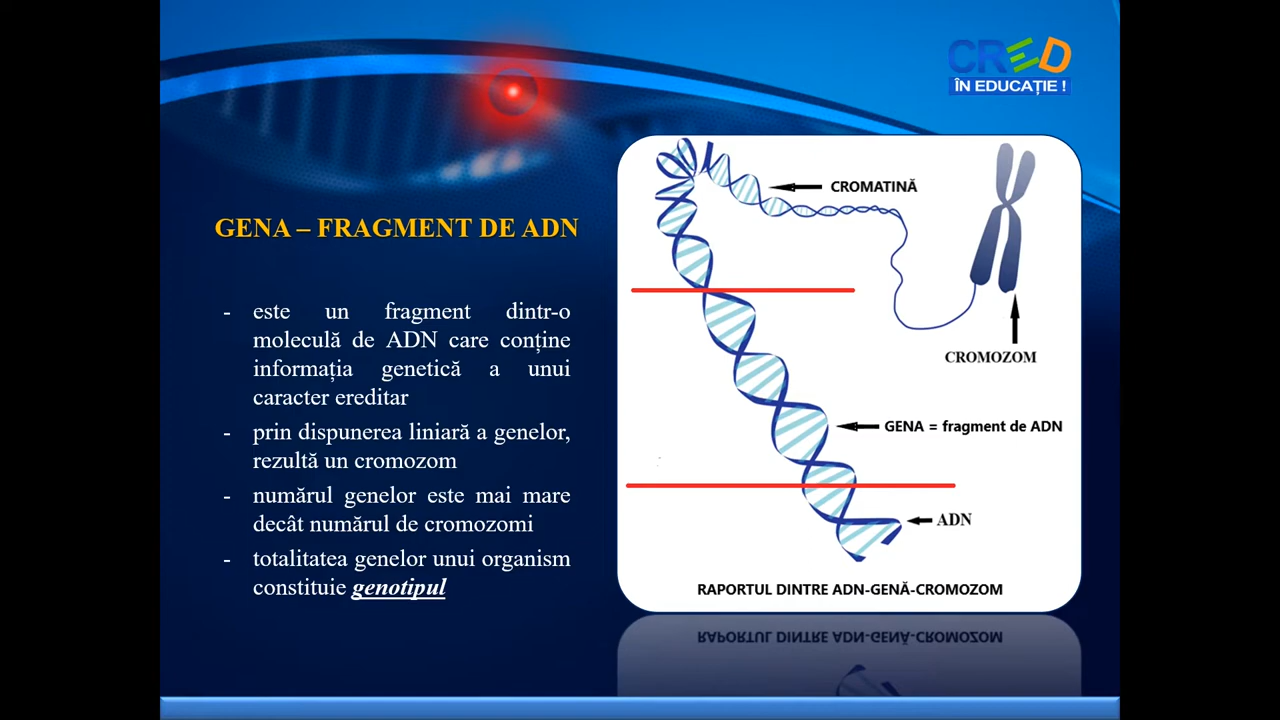 CRED
ÎN EDUCAȚIE !
GENA – FRAGMENT DE ADN
- este un fragment dintr-o
moleculă de ADN care conține
informația genetică a unui
caracter ereditar
- prin dispunerea liniară a genelor,
rezultă un cromozom
- numărul genelor este mai mare
decât numărul de cromozomi
- totalitatea genelor unui organism
constituie genotipul
CROMATINĂ
CROMOZOM
GENA = fragment de ADN
ADN
RAPORTUL DINTRE ADN-GENĂ-CROMOZOM
RAPORTUL DINTRE ADN-GENĂ-CROMOZOM